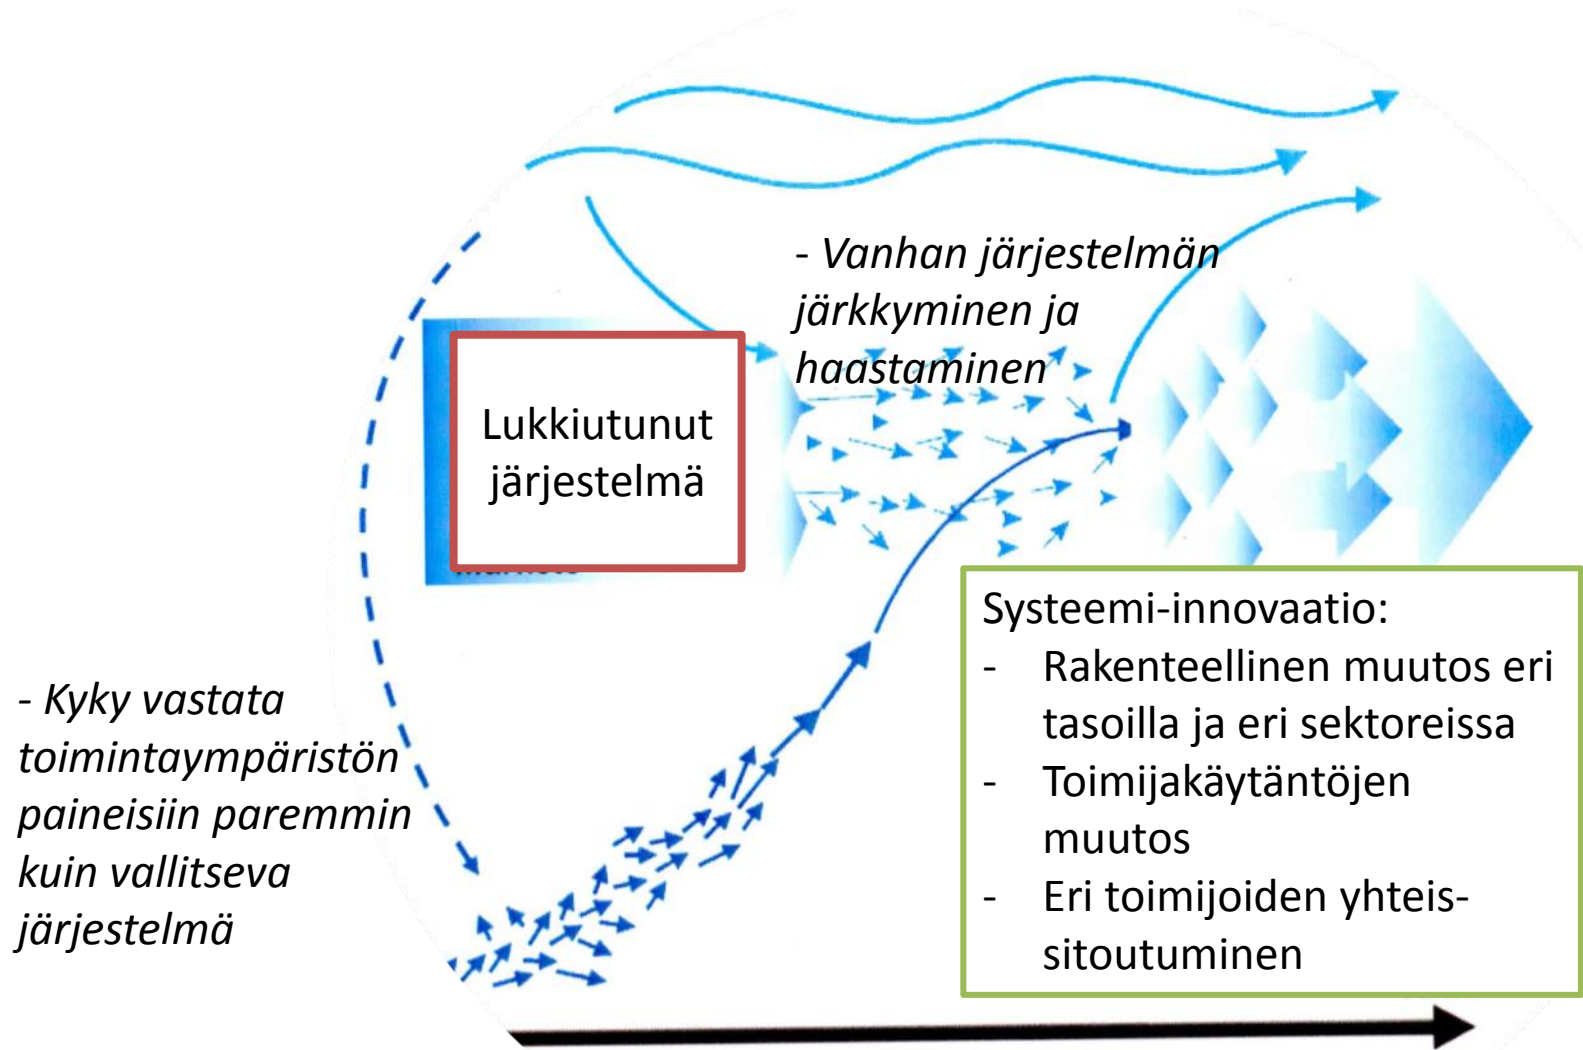 - Vanhan järjestelmän
järkkyminen ja
haastaminen
Lukkiutunut
järjestelmä
- Kyky vastata
toimintaympäristön
paineisiin paremmin
kuin vallitseva
järjestelmä
Systeemi-innovaatio:
- Rakenteellinen muutos eri
tasoilla ja eri sektoreissa
- Toimijakäytäntöjen
muutos
- Eri toimijoiden yhteis-
sitoutuminen